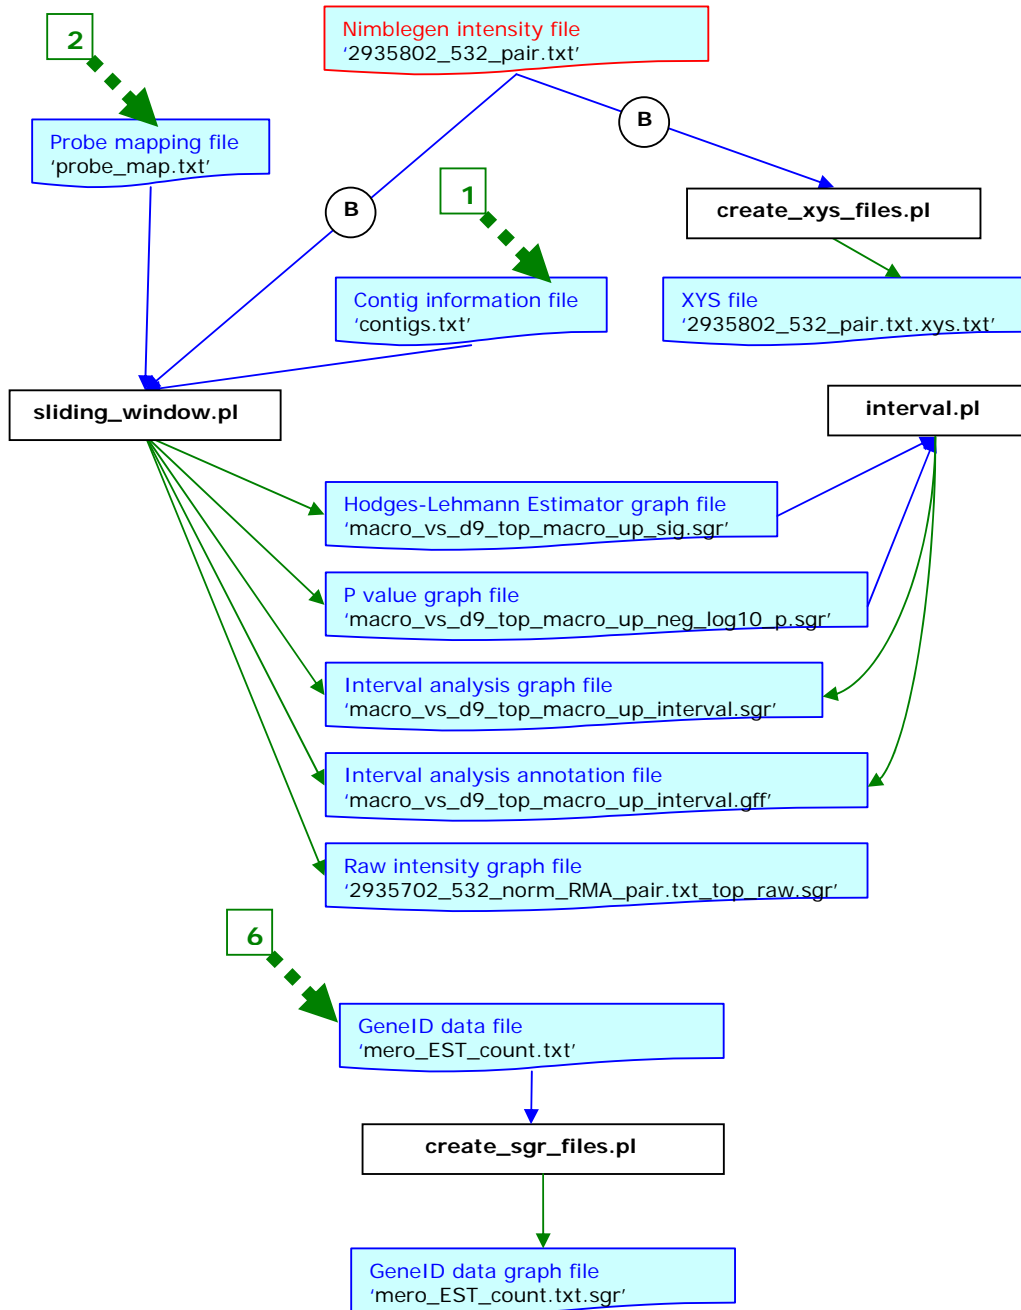 2
Nimblegen intensity file
‘2935802_532_pair.txt’
B
Probe mapping file
‘probe_map.txt’
B
1
create_xys_files.pl
Contig information file
‘contigs.txt’
XYS file
‘2935802_532_pair.txt.xys.txt’
sliding_window.pl
interval.pl
Hodges-Lehmann Estimator graph file
‘macro_vs_d9_top_macro_up_sig.sgr’
P value graph file
‘macro_vs_d9_top_macro_up_neg_log10_p.sgr’
Interval analysis graph file
‘macro_vs_d9_top_macro_up_interval.sgr’
Interval analysis annotation file
‘macro_vs_d9_top_macro_up_interval.gff’
Raw intensity graph file
‘2935702_532_norm_RMA_pair.txt_top_raw.sgr’
6
GeneID data file
‘mero_EST_count.txt’
create_sgr_files.pl
GeneID data graph file
‘mero_EST_count.txt.sgr’